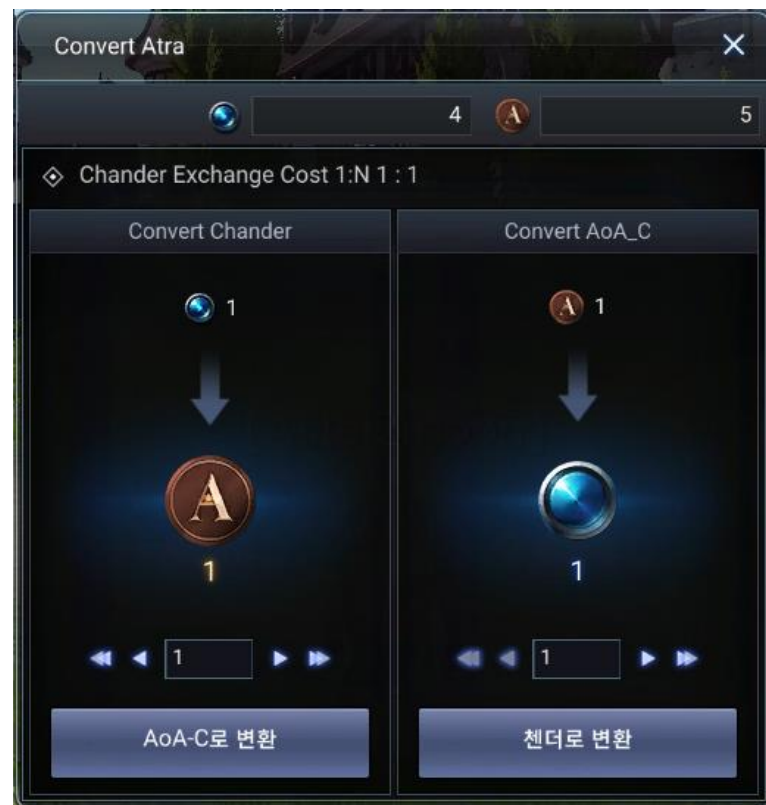 Convert Atra
4 A 5
Chander Exchange Cost 1:N 1 : 1
Convert Chander
Convert AoA_C
1
A 1
A
1
1
1
1
AoA-C로 변환
첸더로 변환